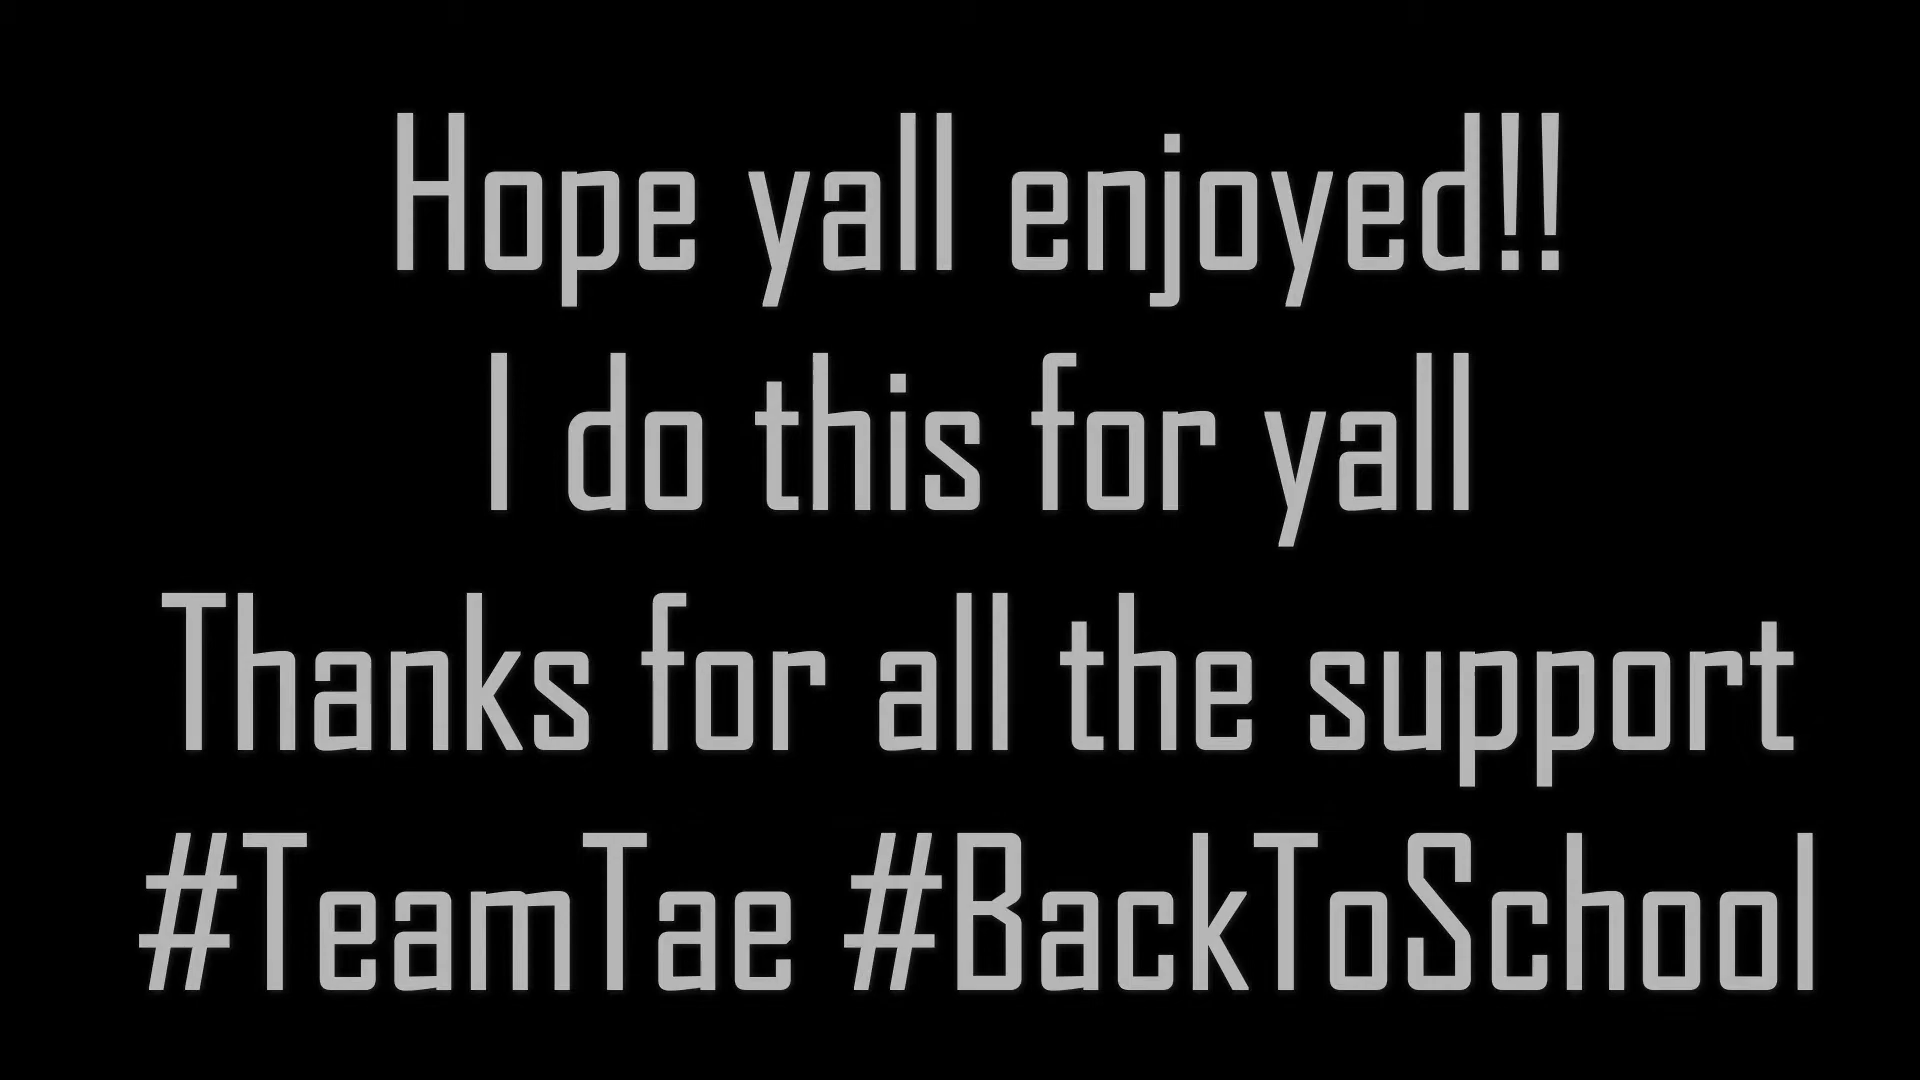 Hope yall enjoyed!!
I do this for yall
Thanks for all the support
#TeamTae #BackToSchool